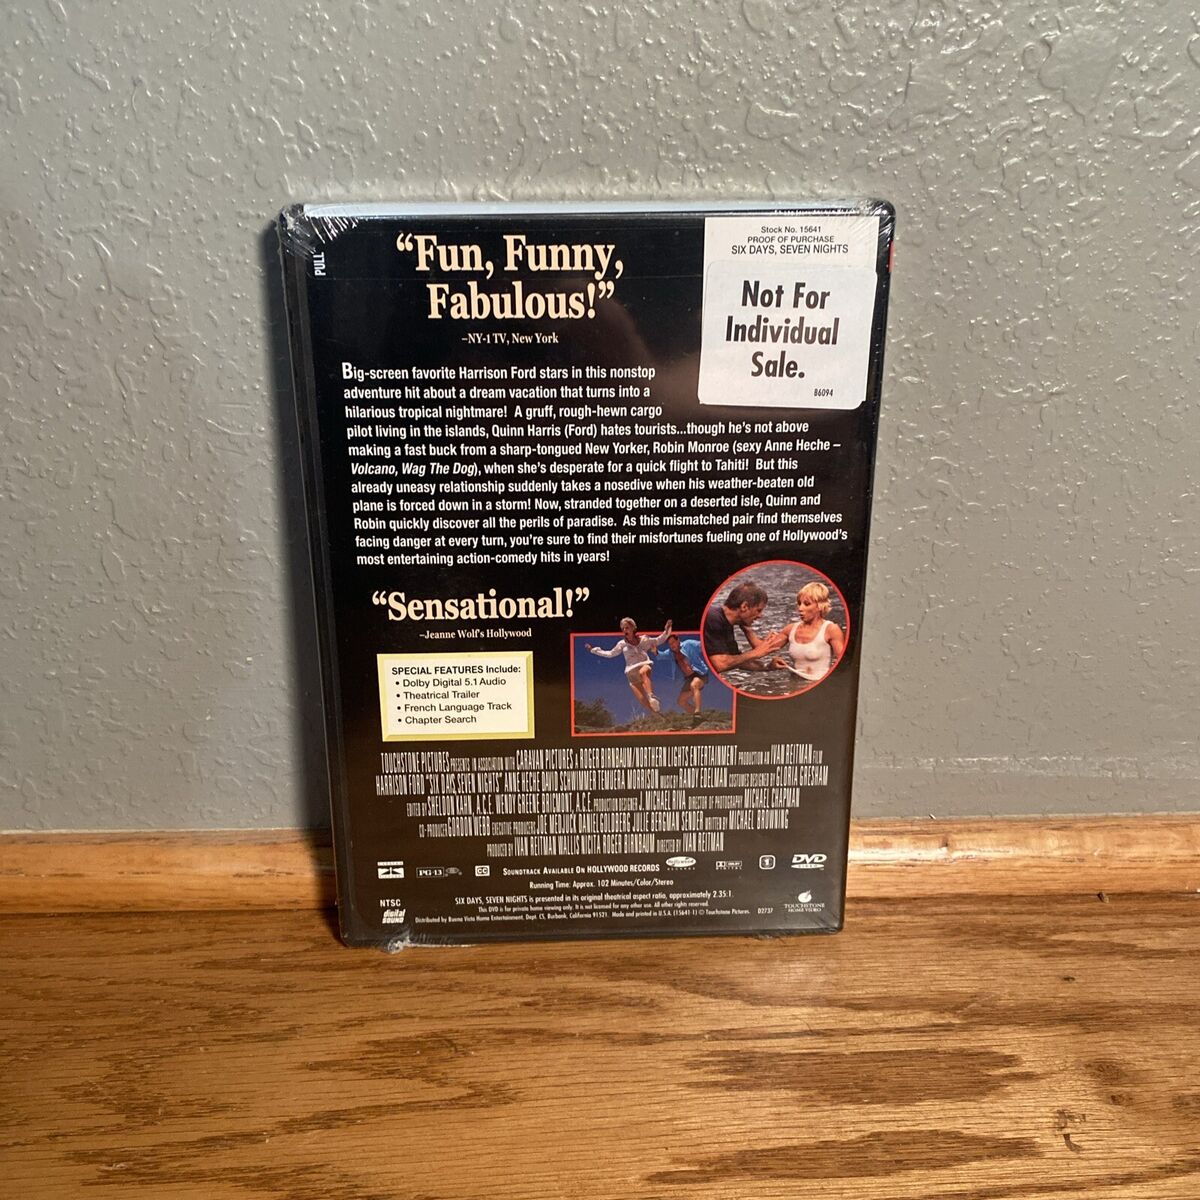 PULL
“Fun, Funny,
Fabulous!”
–NY-1 TV, New York
Stock No. 15641
PROOF OF PURCHASE
SIX DAYS, SEVEN NIGHTS
Not For
Individual
Sale.
B6094
Big-screen favorite Harrison Ford stars in this nonstop
adventure hit about a dream vacation that turns into a
hilarious tropical nightmare! A gruff, rough-hewn cargo
pilot living in the islands, Quinn Harris (Ford) hates tourists...though he's not above
making a fast buck from a sharp-tongued New Yorker, Robin Monroe (sexy Anne Heche –
Volcano, Wag The Dog), when she's desperate for a quick flight to Tahiti! But this
already uneasy relationship suddenly takes a nosedive when his weather-beaten old
plane is forced down in a storm! Now, stranded together on a deserted isle, Quinn and
Robin quickly discover all the perils of paradise. As this mismatched pair find themselves
facing danger at every turn, you're sure to find their misfortunes fueling one of Hollywood's
most entertaining action-comedy hits in years!
“Sensational!”
–Jeanne Wolf's Hollywood
SPECIAL FEATURES Include:
• Dolby Digital 5.1 Audio
• Theatrical Trailer
• French Language Track
• Chapter Search
TOUCHSTONE PICTURES PRESENTS IN ASSOCIATION WITH CARAVAN PICTURES A ROGER BIRNBAUM/NORTHERN LIGHTS ENTERTAINMENT PRODUCTION AN IVAN REITMAN FILM
HARRISON FORD "SIX DAYS, SEVEN NIGHTS" ANNE HECHE DAVID SCHWIMMER TEMUERA MORRISON MUSIC BY RANDY EDELMAN COSTUMES DESIGNED BY GLORIA GRESHAM
EDITED BY SHELDON KAHN, A.C.E. WENDY GREENE BRICMONT, A.C.E. PRODUCTION DESIGNER J. MICHAEL RIVA DIRECTOR OF PHOTOGRAPHY MICHAEL CHAPMAN
CO-PRODUCER GORDON WEBB EXECUTIVE PRODUCERS JOE MEDJUCK DANIEL GOLDBERG JULIE BERGMAN SENDER WRITTEN BY MICHAEL BROWNING
PRODUCED BY IVAN REITMAN WALLIS NICITA ROGER BIRNBAUM DIRECTED BY IVAN REITMAN
PG-13 CC SOUNDTRACK AVAILABLE ON HOLLYWOOD RECORDS 1 DVD
Running Time: Approx. 102 Minutes/Color/Stereo
NTSC
digital
SOUND
SIX DAYS, SEVEN NIGHTS is presented in its original theatrical aspect ratio, approximately 2.35:1.
This DVD is for private home viewing only. It is not licensed for any other use. All other rights reserved.
Distributed by Buena Vista Home Entertainment, Dept. CS, Burbank, California 91521. Made and printed in U.S.A. (15641-1) © Touchstone Pictures. D2737
TOUCHSTONE
HOME VIDEO